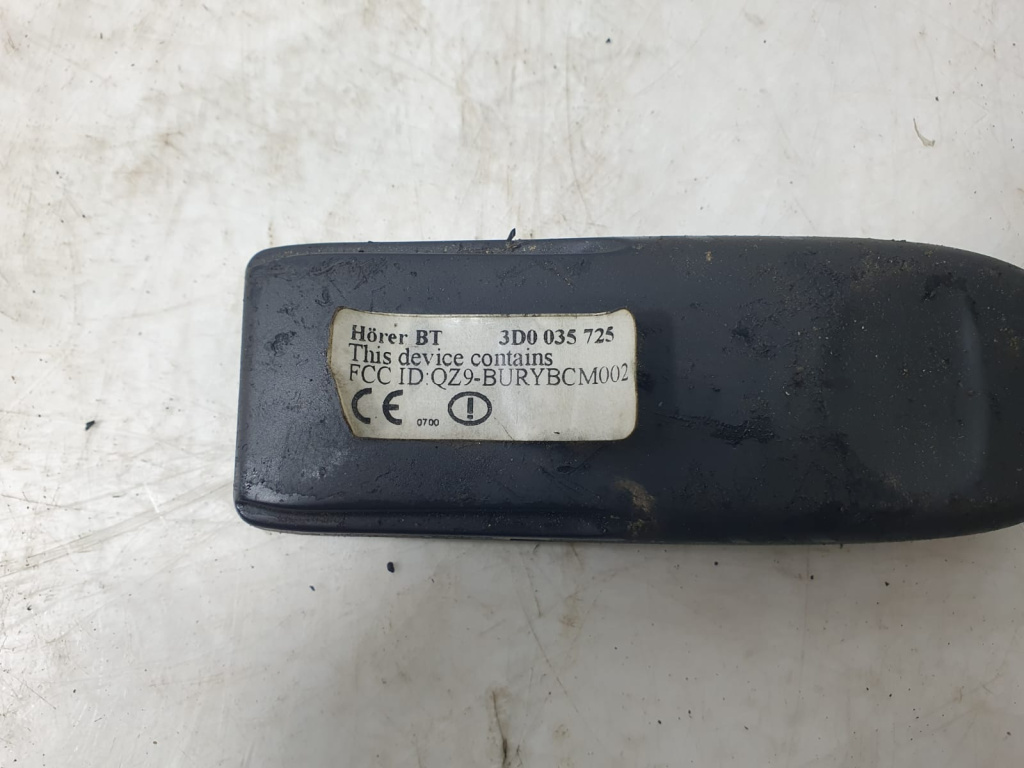 Hörer BT 3D0 035 725
This device contains
FCC ID:QZ9-BURYBCM002
CE 0700